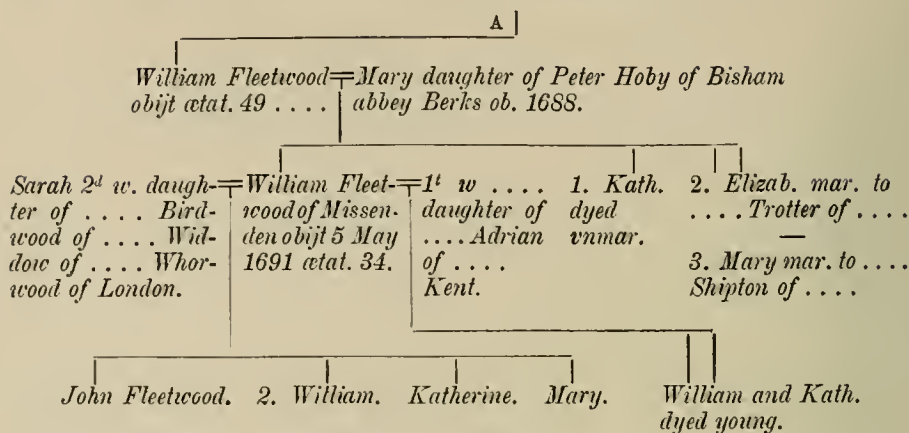 A
William Fleetwood=Mary daughter of Peter Hoby of Bisham
obijt ætat. 49 . . . . abbey Berks ob. 1688.
Sarah 2d w. daugh-
ter of . . . . Bird-
wood of . . . . Wid-
dow of . . . . Whor-
wood of London.
=William Fleet-=
wood of Missen-
den obijt 5 May
1691 ætat. 34.
1t w . . . .
daughter of
. . . . Adrian
of . . . .
Kent.
1. Kath.
dyed
vnmar.
2. Elizab. mar. to
. . . . Trotter of . . . .
—
3. Mary mar. to . . . .
Shipton of . . . .
John Fleetwood. 2. William. Katherine. Mary. William and Kath.
dyed young.